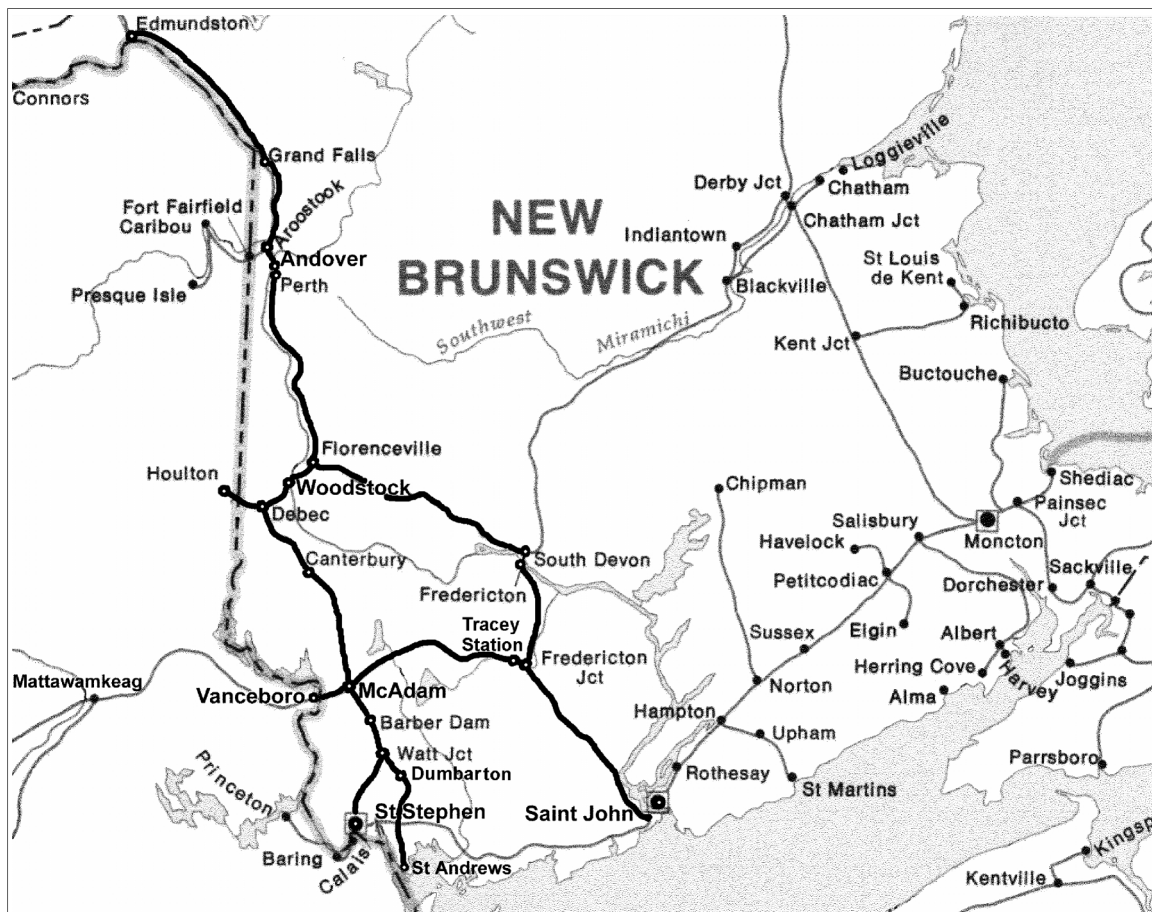 Edmundston
Connors
Grand Falls
Aroostook
Fort Fairfield
Caribou
Andover
Perth
Presque Isle
NEW
BRUNSWICK
Loggieville
Derby Jct
Chatham
Chatham Jct
Indiantown
Blackville
St Louis
de Kent
Richibucto
Southwest
Miramichi
Kent Jct
Buctouche
Florenceville
Houlton
Woodstock
Debec
Canterbury
South Devon
Fredericton
Chipman
Shediac
Painsec
Jct
Salisbury
Moncton
Havelock
Petitcodiac
Sackville
Dorchester
Tracey
Station
Fredericton
Jct
Sussex
Elgin
Albert
Herring Cove
Harvey
Joggins
Alma
Norton
Mattawamkeag
Vanceboro
McAdam
Barber Dam
Hampton
Upham
Watt Jct
Dumbarton
Rothesay
St Martins
Parrsboro
Princeton
St Stephen
Saint John
Baring
Calais
St Andrews
Kingsp
Kentville